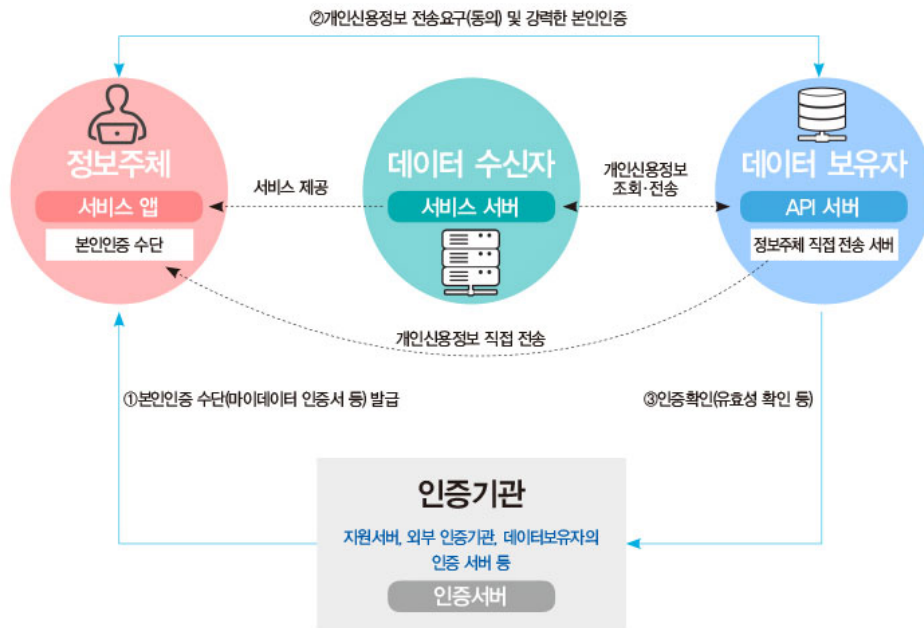 ②개인신용정보 전송요구(동의) 및 강력한 본인인증
정보주체
서비스 앱
본인인증 수단
서비스 제공
데이터 수신자
서비스 서버
개인신용정보
조회·전송
데이터 보유자
API 서버
정보주체 직접 전송 서버
개인신용정보 직접 전송
①본인인증 수단(마이데이터 인증서 등) 발급
③인증확인(유효성 확인 등)
인증기관
지원서버, 외부 인증기관, 데이터보유자의
인증 서버 등
인증서버